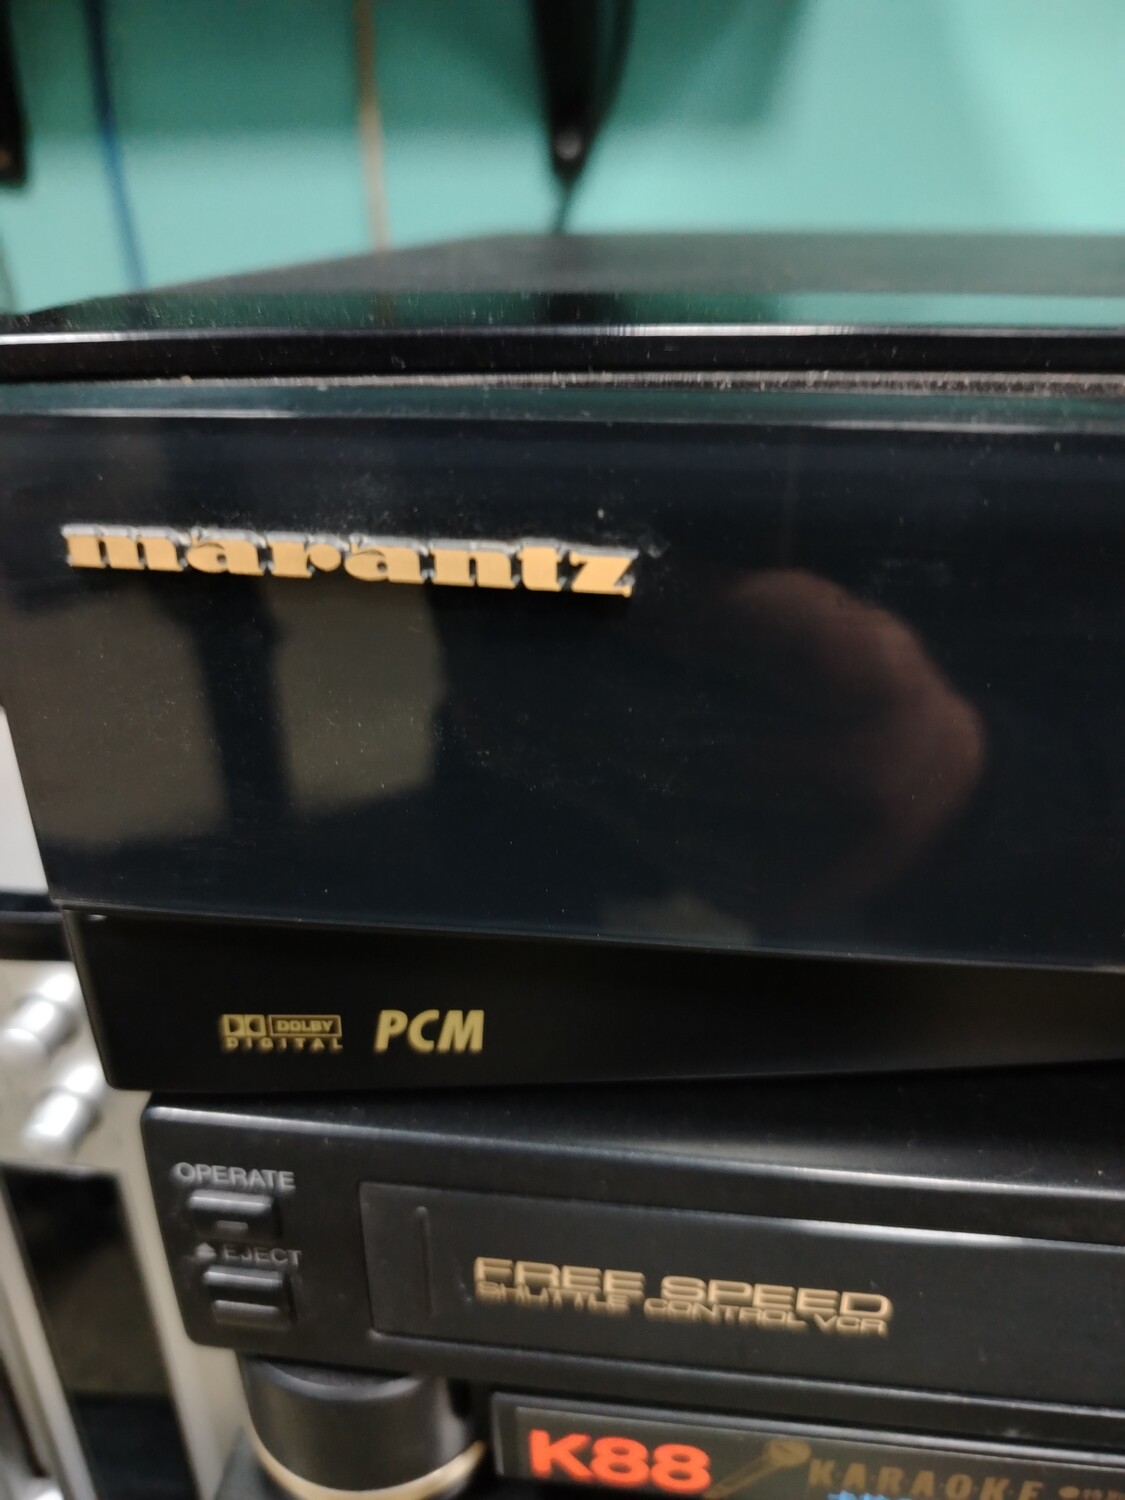 marantz
DOLBY
DIGITAL
PCM
OPERATE
EJECT
FREE SPEED
SHUTTLE CONTROL VCR
K88
KARAOKE